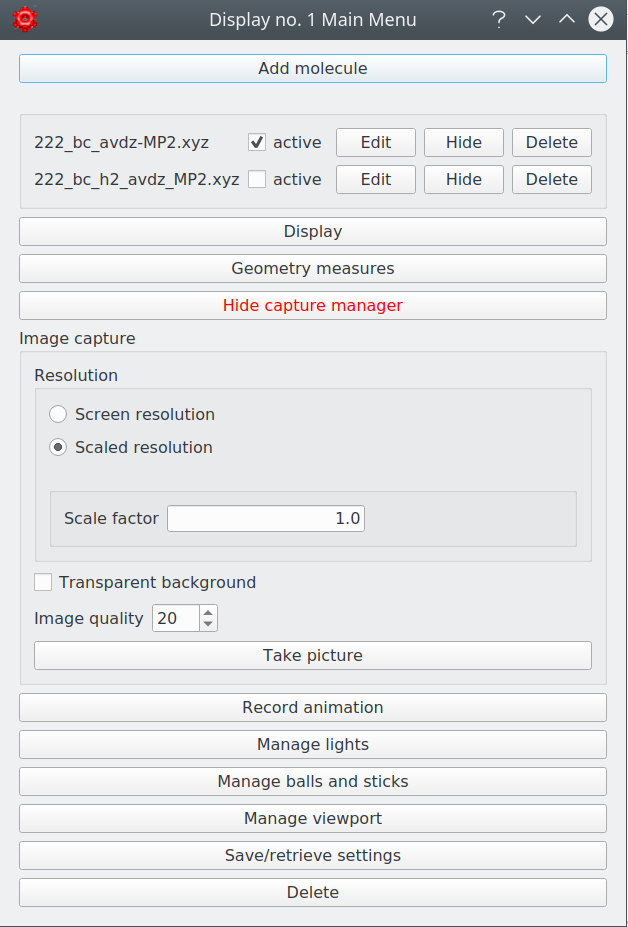 Display no. 1 Main Menu ?
Add molecule
222_bc_avdz-MP2.xyz active Edit Hide Delete
222_bc_h2_avdz_MP2.xyz active Edit Hide Delete
Display
Geometry measures
Hide capture manager
Image capture
Resolution
Screen resolution
Scaled resolution
Scale factor 1.0
Transparent background
Image quality 20
Take picture
Record animation
Manage lights
Manage balls and sticks
Manage viewport
Save/retrieve settings
Delete